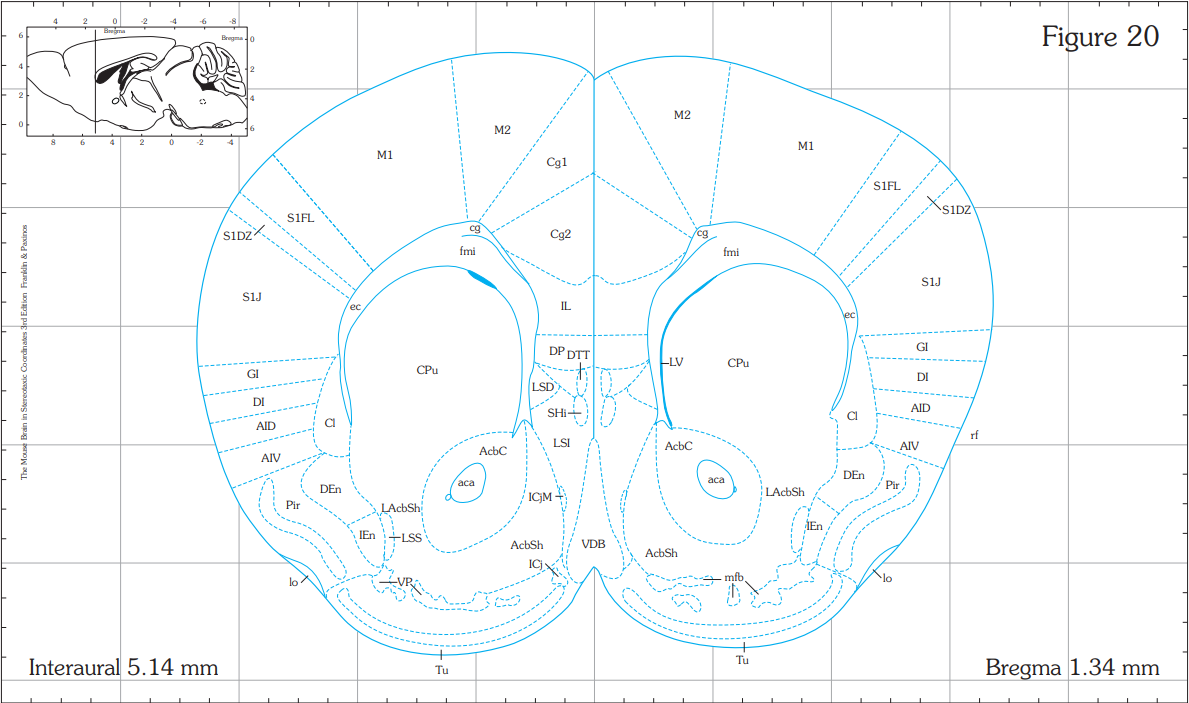 4 2 0 -2 -4 -6 -8
Bregma
Bregma
6
4
2
0
0
2
4
6
8 6 4 2 0 -2 -4
Figure 20
The Mouse Brain in Stereotaxic Coordinates 3rd Edition Franklin & Paxinos
M2
M2
M1
M1
Cg1
S1FL
S1FL
S1DZ
S1DZ
cg
cg
Cg2
fmi
fmi
S1J
S1J
ec
ec
IL
GI
GI
DP
DTT
LV
CPu
CPu
DI
DI
LSD
AID
AID
SHi
Cl
Cl
rf
LSI
AcbC
AcbC
AIV
AIV
aca
aca
DEn
DEn
Pir
Pir
LAcbSh
LAcbSh
ICjM
IEn
IEn
LSS
AcbSh
VDB
AcbSh
ICj
lo
lo
VP
mfb
Tu
Tu
Interaural 5.14 mm
Bregma 1.34 mm